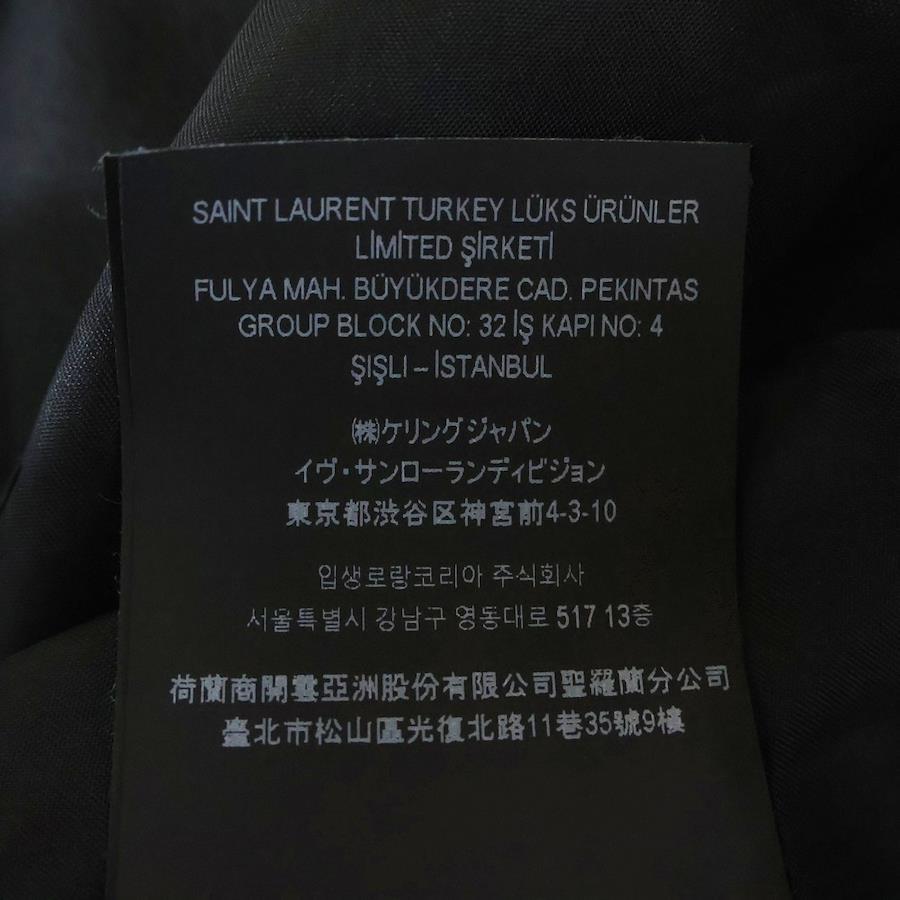 SAINT LAURENT TURKEY LÜKS ÜRÜNLER
LİMİTED ŞİRKETİ
FULYA MAH. BÜYÜKDERE CAD. PEKINTAS
GROUP BLOCK NO: 32 İŞ KAPI NO: 4
ŞIŞLI – İSTANBUL
㈱ケリングジャパン
イヴ・サンローランディビジョン
東京都渋谷区神宮前4-3-10
입생로랑코리아 주식회사
서울특별시 강남구 영동대로 517 13층
荷蘭商開雲亞洲股份有限公司聖羅蘭分公司
臺北市松山區光復北路11巷35號9樓